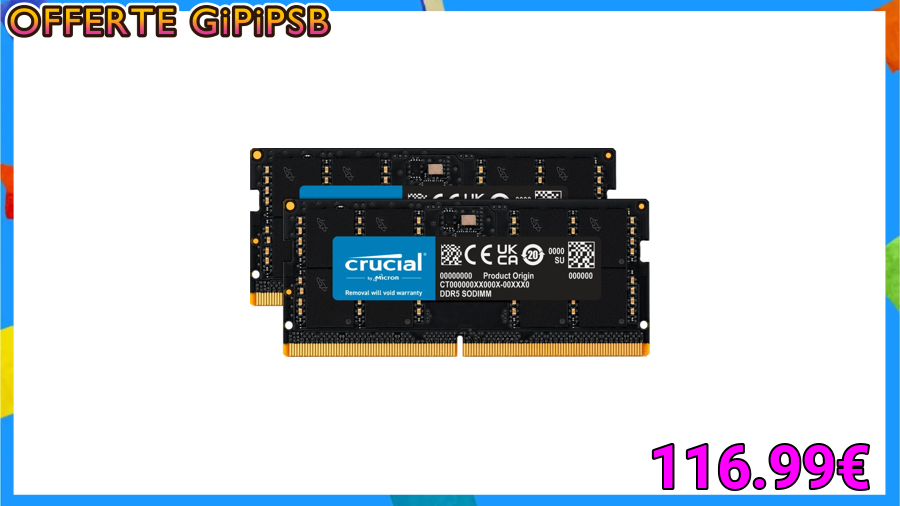 OFFERTE GiPiPSB
crucial
by Micron
Removal will void warranty
CE UK CA 20
0000
SU
000000
00000000 Product Origin
CT000000XX000X-00XXX0
DDR5 SODIMM
116.99€